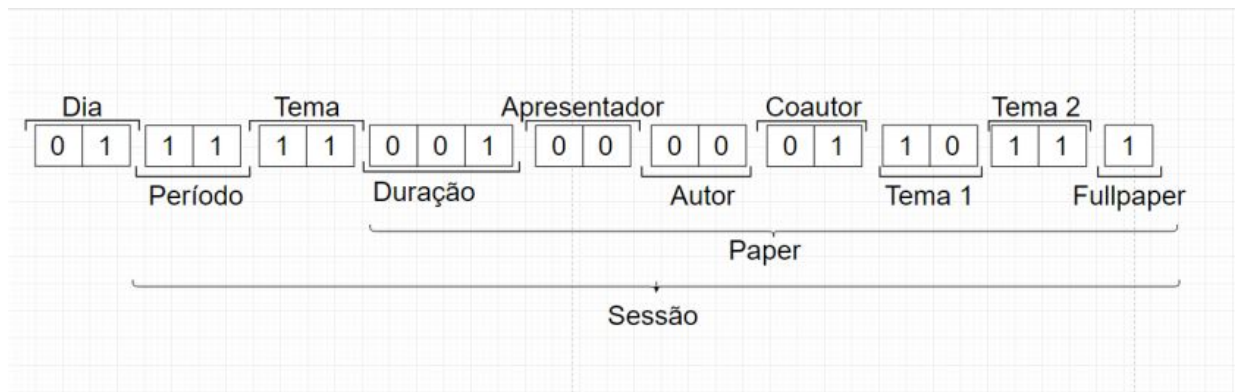 Dia Tema Apresentador Coautor Tema 2
0 1 1 1 1 1 0 0 1 0 0 0 0 0 1 1 0 1 1 1
Período Duração Autor Tema 1 Fullpaper
Paper
Sessão